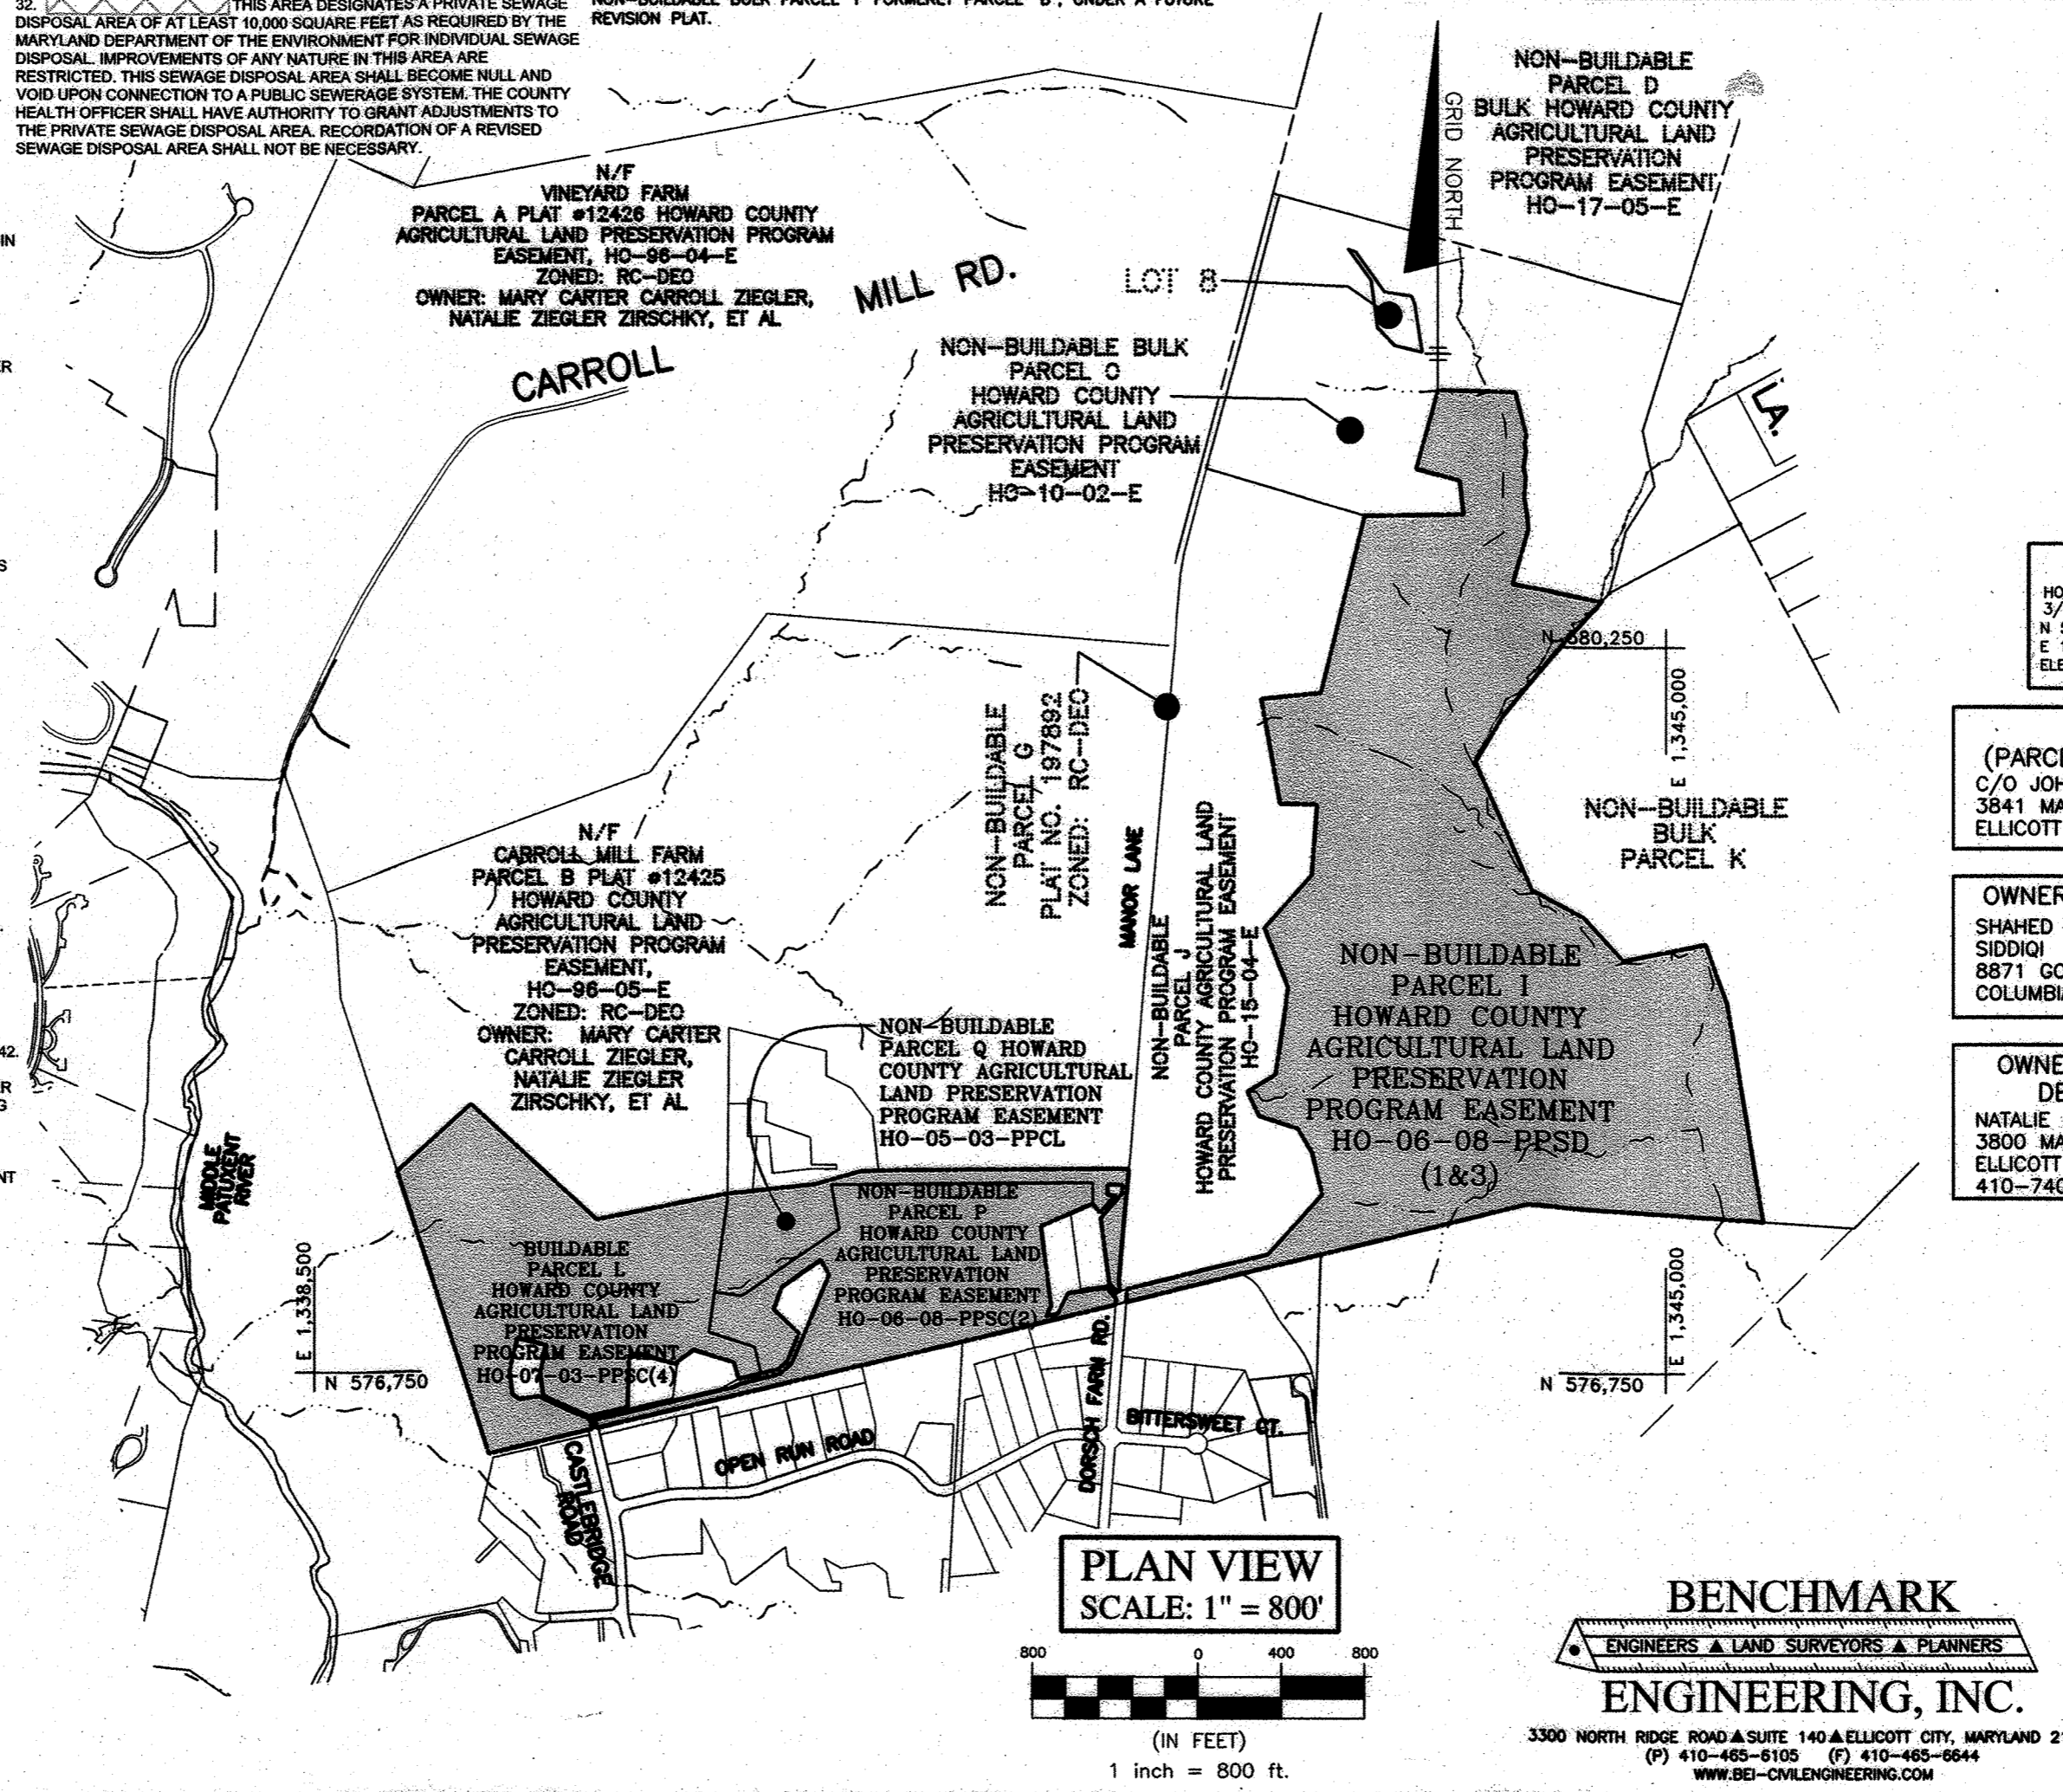 32. THIS AREA DESIGNATES A PRIVATE SEWAGE
DISPOSAL AREA OF AT LEAST 10,000 SQUARE FEET AS REQUIRED BY THE
MARYLAND DEPARTMENT OF THE ENVIRONMENT FOR INDIVIDUAL SEWAGE
DISPOSAL. IMPROVEMENTS OF ANY NATURE IN THIS AREA ARE
RESTRICTED. THIS SEWAGE DISPOSAL AREA SHALL BECOME NULL AND
VOID UPON CONNECTION TO A PUBLIC SEWERAGE SYSTEM. THE COUNTY
HEALTH OFFICER SHALL HAVE AUTHORITY TO GRANT ADJUSTMENTS TO
THE PRIVATE SEWAGE DISPOSAL AREA. RECORDATION OF A REVISED
SEWAGE DISPOSAL AREA SHALL NOT BE NECESSARY.
REVISION PLAT.
NON-BUILDABLE
PARCEL D
BULK HOWARD COUNTY
AGRICULTURAL LAND
PRESERVATION
PROGRAM EASEMENT
HO-17-05-E
GRID NORTH
N/F
VINEYARD FARM
PARCEL A PLAT #12426 HOWARD COUNTY
AGRICULTURAL LAND PRESERVATION PROGRAM
EASEMENT, HO-96-04-E
ZONED: RC-DEO
OWNER: MARY CARTER CARROLL ZIEGLER,
NATALIE ZIEGLER ZIRSCHKY, ET AL
CARROLL MILL RD.
LOT 8
NON-BUILDABLE BULK
PARCEL O
HOWARD COUNTY
AGRICULTURAL LAND
PRESERVATION PROGRAM
EASEMENT
HO-10-02-E
LA.
N 580,250
E 1,345,000
NON-BUILDABLE
PARCEL G
PLAT NO. 197892
ZONED: RC-DEO
MANOR LANE
NON-BUILDABLE
PARCEL J
HOWARD COUNTY AGRICULTURAL LAND
PRESERVATION PROGRAM EASEMENT
HO-15-04-E
NON-BUILDABLE
BULK
PARCEL K
N/F
CARROLL MILL FARM
PARCEL B PLAT #12425
HOWARD COUNTY
AGRICULTURAL LAND
PRESERVATION PROGRAM
EASEMENT,
HO-96-05-E
ZONED: RC-DEO
OWNER: MARY CARTER
CARROLL ZIEGLER,
NATALIE ZIEGLER
ZIRSCHKY, ET AL
NON-BUILDABLE
PARCEL I
HOWARD COUNTY
AGRICULTURAL LAND
PRESERVATION
PROGRAM EASEMENT
HO-06-08-PPSD
(1&3)
NON-BUILDABLE
PARCEL Q HOWARD
COUNTY AGRICULTURAL
LAND PRESERVATION
PROGRAM EASEMENT
HO-05-03-PPCL
MIDDLE
PATUXENT
RIVER
NON-BUILDABLE
PARCEL P
HOWARD COUNTY
AGRICULTURAL LAND
PRESERVATION
PROGRAM EASEMENT
HO-06-08-PPSC(2)
BUILDABLE
PARCEL L
HOWARD COUNTY
AGRICULTURAL LAND
PRESERVATION
PROGRAM EASEMENT
HO-07-03-PPSC(4)
E 1,338,500
N 576,750
E 1,345,000
N 576,750
CASTLEBRIDGE
ROAD
OPEN RUN ROAD
DORSCH FARM RD.
BITTERSWEET CT.
PLAN VIEW
SCALE: 1" = 800'
800 0 400 800
(IN FEET)
1 inch = 800 ft.
C/O
3841
ELLICOTT
OWNER
SHAHED
SIDDIQI
8871
NATALIE
3800
ELLICOTT
BENCHMARK
ENGINEERS ▲ LAND SURVEYORS ▲ PLANNERS
ENGINEERING, INC.
3300 NORTH RIDGE ROAD ▲ SUITE 140 ▲ ELLICOTT CITY, MARYLAND
(P) 410-465-6105 (F) 410-465-6644
WWW.BEI-CIVILENGINEERING.COM